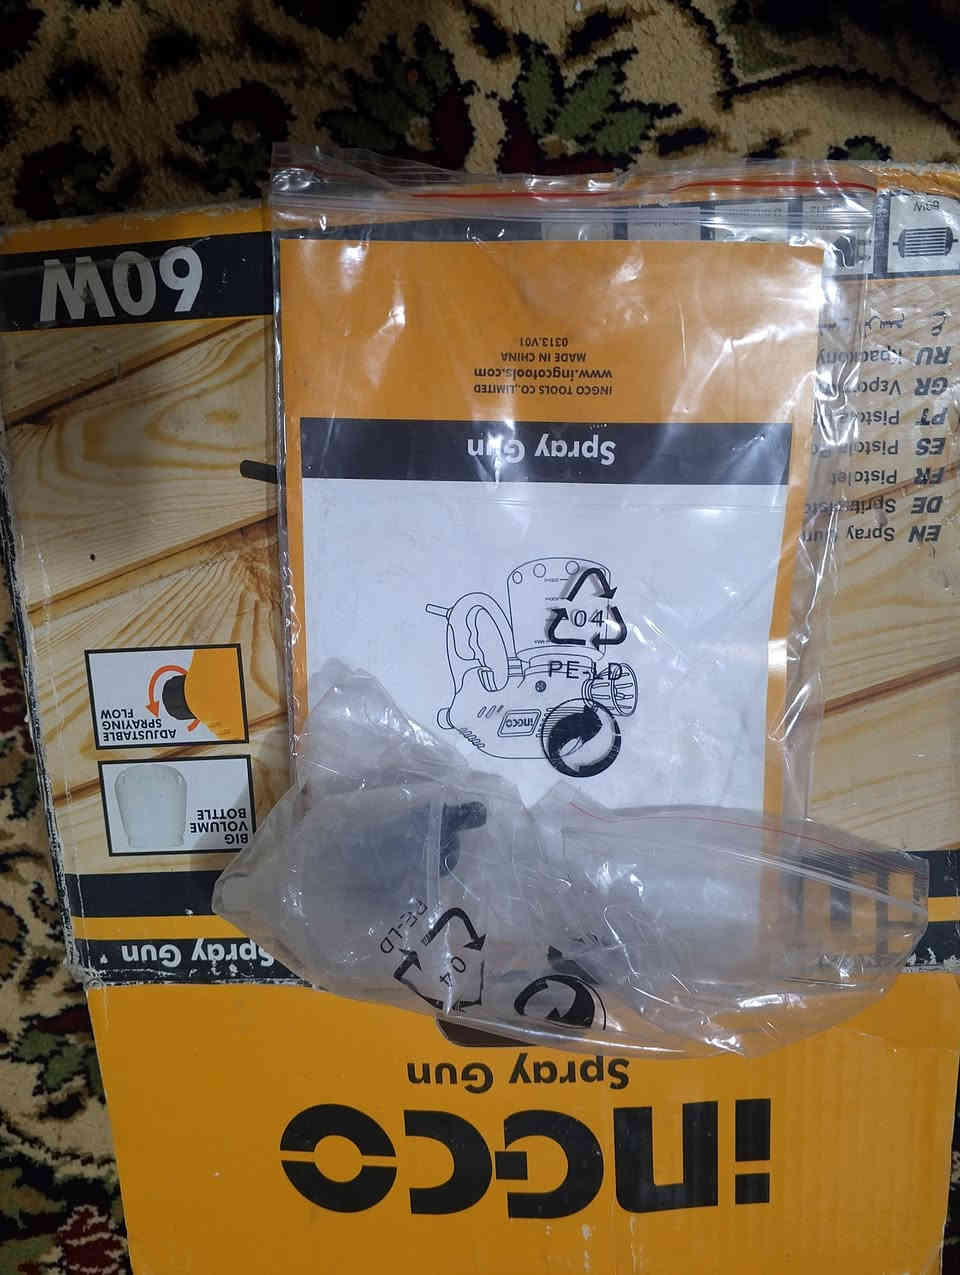 60W
INGCO TOOLS CO.,LIMITED
www.ingcotools.com
MADE IN CHINA
0313.V01
Spray Gun
04
PE-LD
INGCO
EN Spray
DE
FR Pistolet
ES
PT
GR
RU
60W
ADJUSTABLE
SPRAYING
FLOW
BIG
VOLUME
BOTTLE
Spray Gun
PE-LD
04
Spray Gun
INGCO